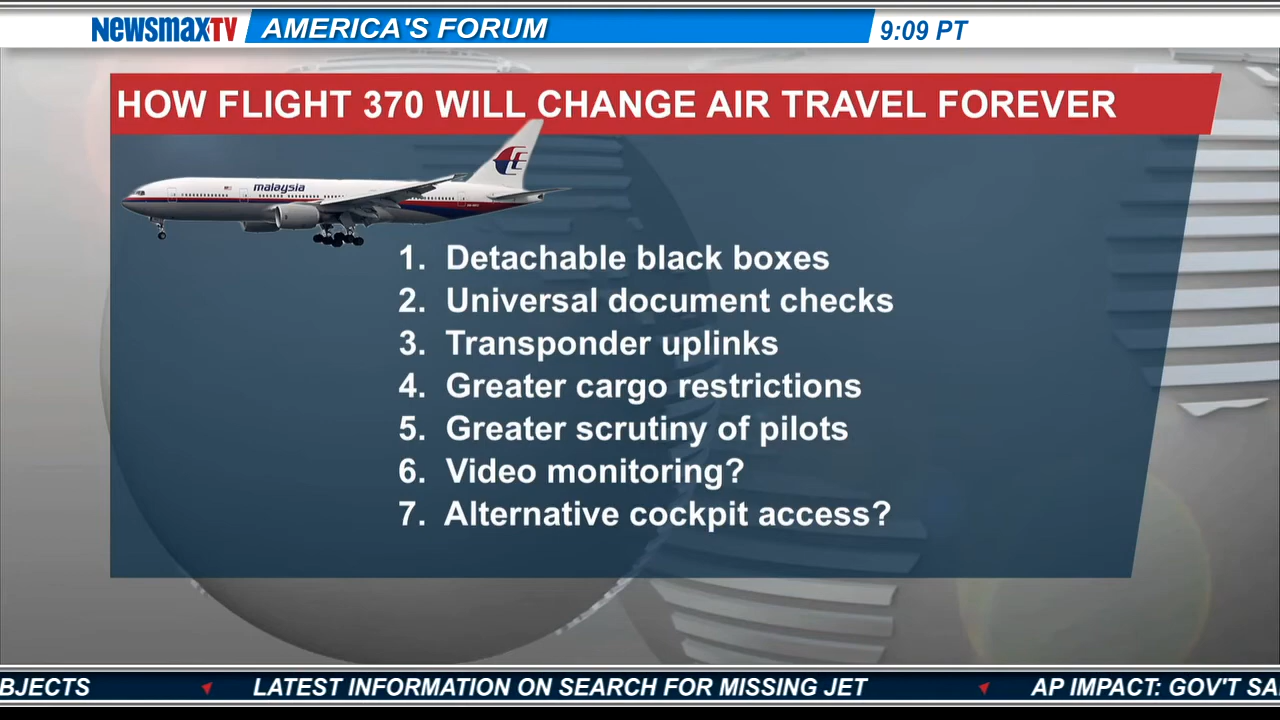 NEWSMAXTV AMERICA'S FORUM 9:09 PT
HOW FLIGHT 370 WILL CHANGE AIR TRAVEL FOREVER
malaysia
1. Detachable black boxes
2. Universal document checks
3. Transponder uplinks
4. Greater cargo restrictions
5. Greater scrutiny of pilots
6. Video monitoring?
7. Alternative cockpit access?
BJECTS LATEST INFORMATION ON SEARCH FOR MISSING JET AP IMPACT: GOV'T SA